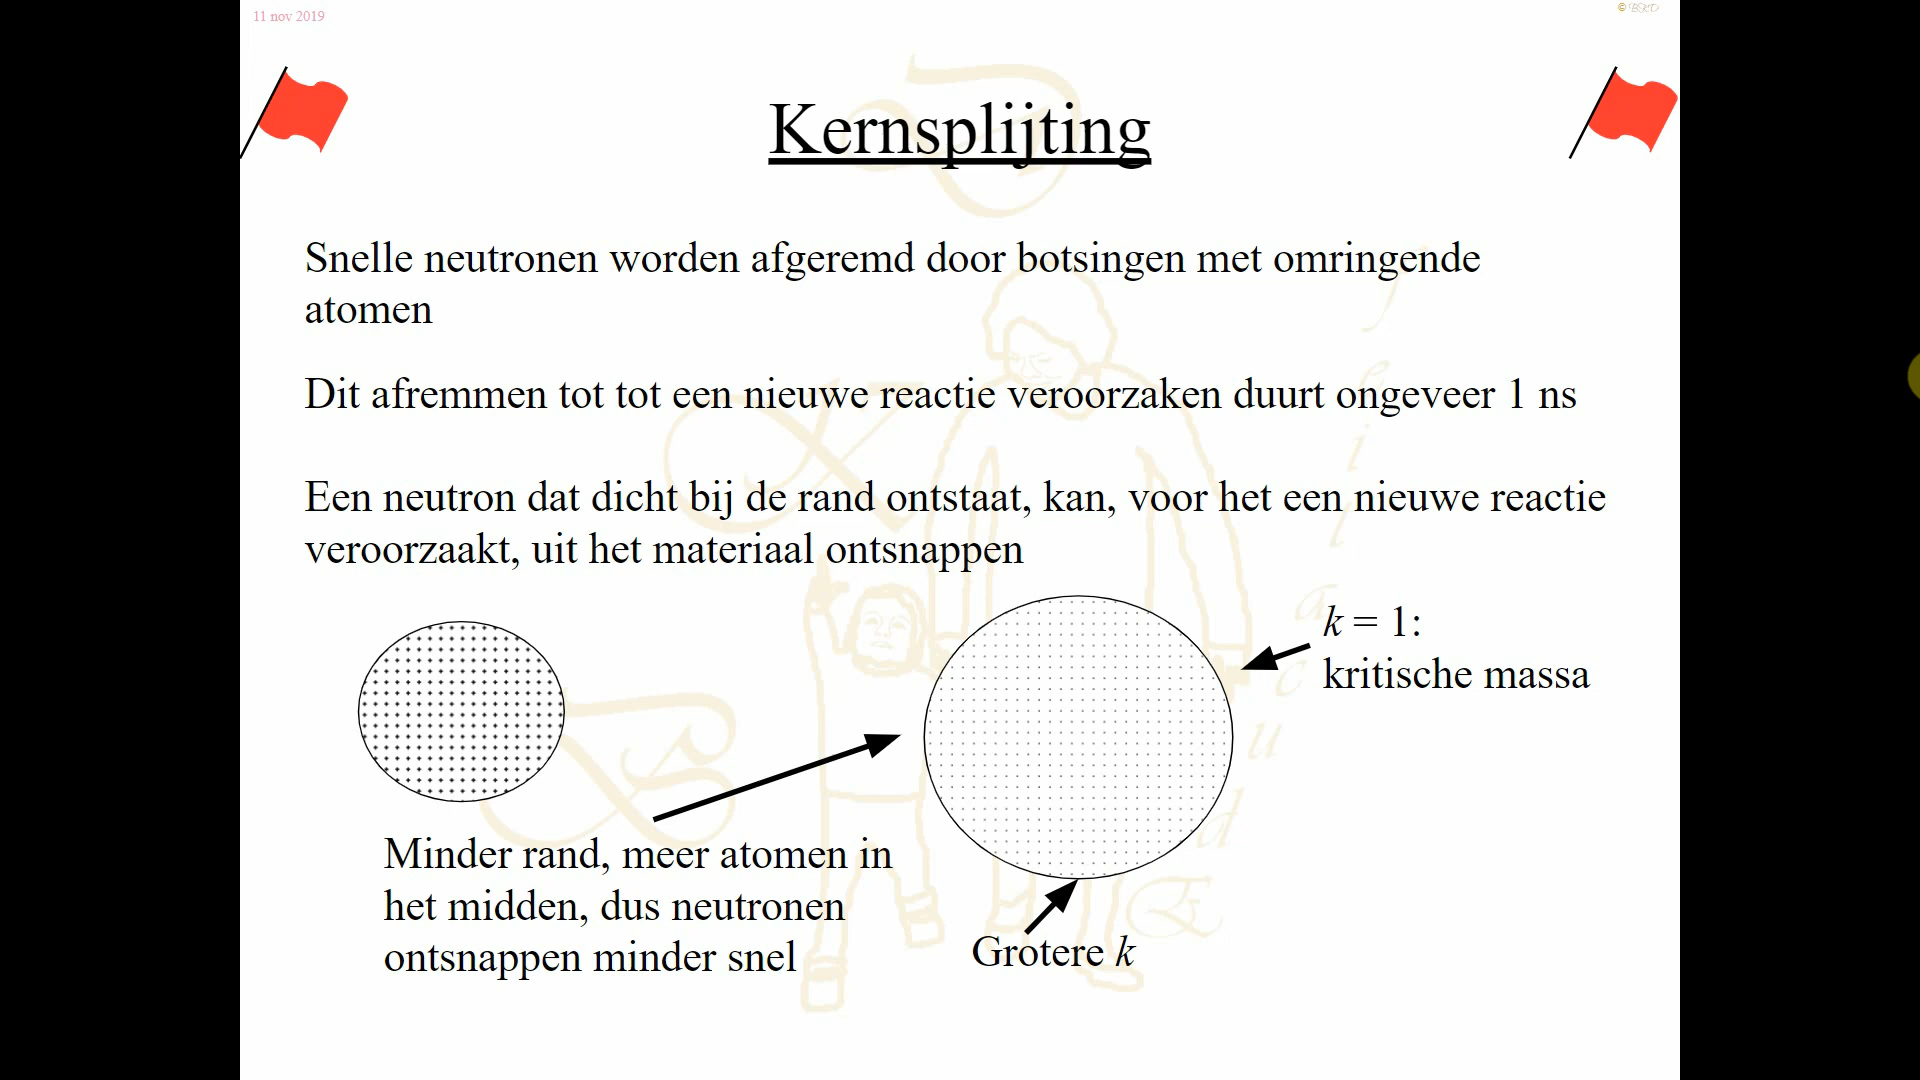 11 nov 2019
© BKD
Kernsplijting
Snelle neutronen worden afgeremd door botsingen met omringende
atomen
Dit afremmen tot tot een nieuwe reactie veroorzaken duurt ongeveer 1 ns
Een neutron dat dicht bij de rand ontstaat, kan, voor het een nieuwe reactie
veroorzaakt, uit het materiaal ontsnappen
k = 1:
kritische massa
Minder rand, meer atomen in
het midden, dus neutronen
ontsnappen minder snel
Grotere k